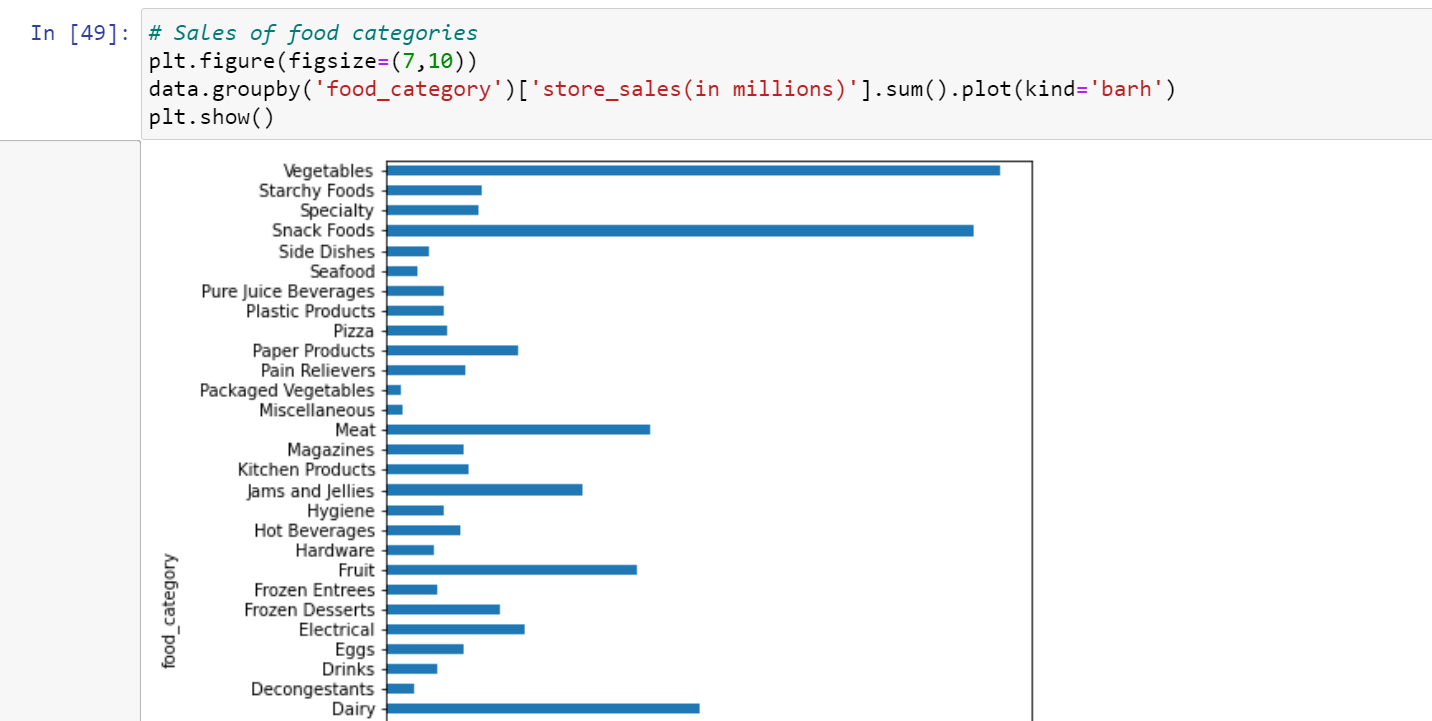 In [49]:
# Sales of food categories
plt.figure(figsize=(7,10))
data.groupby('food_category')['store_sales(in millions)'].sum().plot(kind='barh')
plt.show()
Vegetables
Starchy Foods
Specialty
Snack Foods
Side Dishes
Seafood
Pure Juice Beverages
Plastic Products
Pizza
Paper Products
Pain Relievers
Packaged Vegetables
Miscellaneous
Meat
Magazines
Kitchen Products
Jams and Jellies
Hygiene
Hot Beverages
Hardware
Fruit
Frozen Entrees
Frozen Desserts
Electrical
Eggs
Drinks
Decongestants
Dairy
food_category